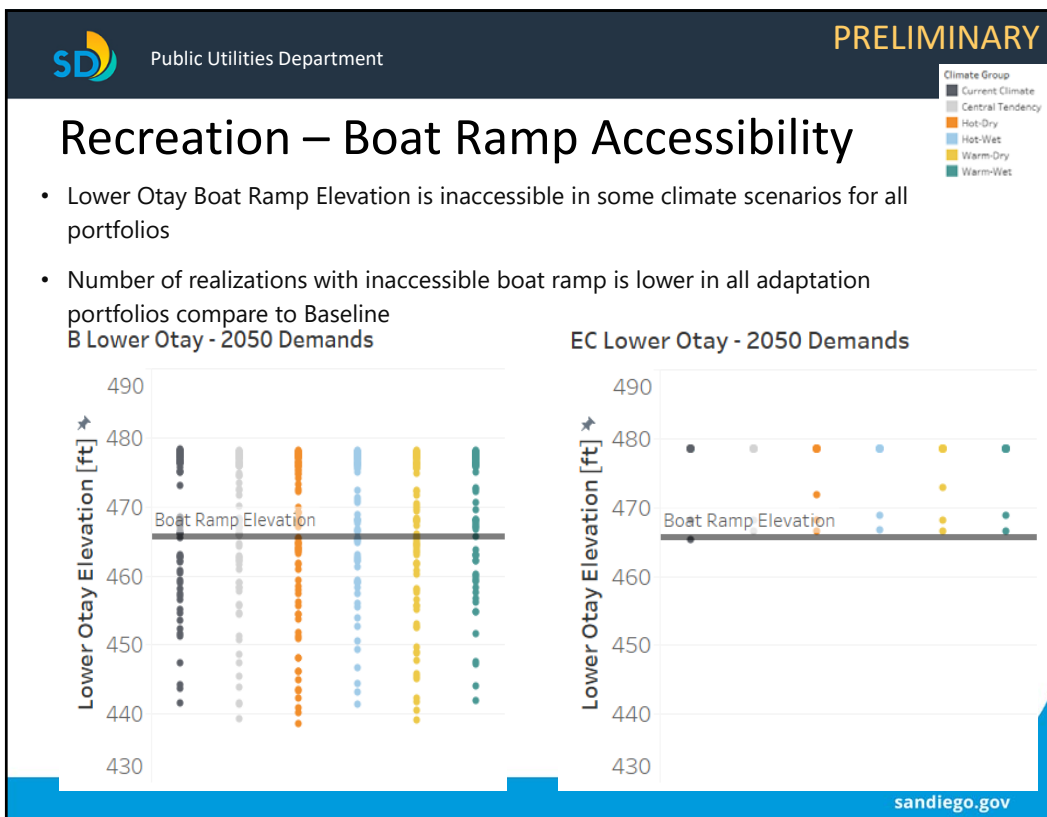 PRELIMINARY
SD
Public Utilities Department
Climate Group
Current Climate
Central Tendency
Hot-Dry
Hot-Wet
Warm-Dry
Warm-Wet
Recreation – Boat Ramp Accessibility
• Lower Otay Boat Ramp Elevation is inaccessible in some climate scenarios for all
portfolios
• Number of realizations with inaccessible boat ramp is lower in all adaptation
portfolios compare to Baseline
B Lower Otay - 2050 Demands
Lower Otay Elevation [ft]
490
480
470
460
450
440
430
Boat Ramp Elevation
EC Lower Otay - 2050 Demands
Lower Otay Elevation [ft]
490
480
470
460
450
440
430
Boat Ramp Elevation
sandiego.gov